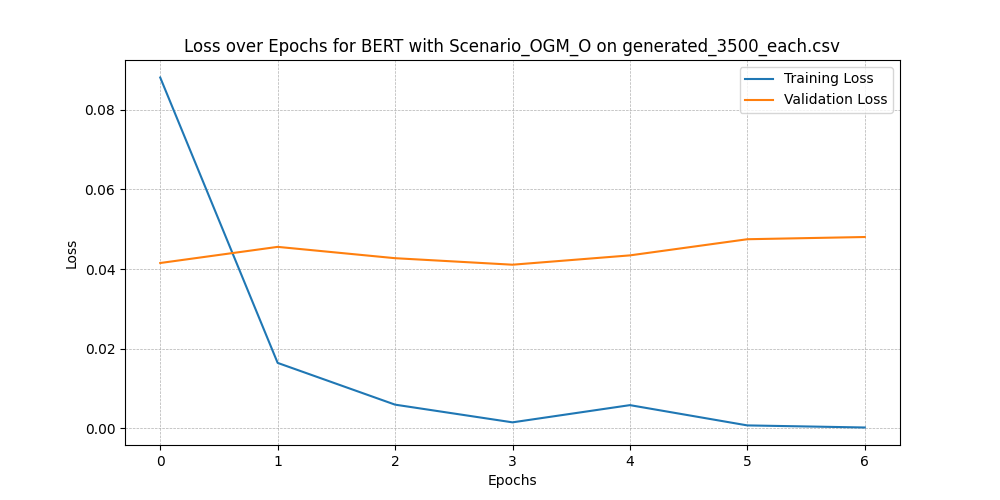 Loss over Epochs for BERT with Scenario_OGM_O on generated_3500_each.csv
Training Loss
Validation Loss
0.08
0.06
0.04
0.02
0.00
Loss
0 1 2 3 4 5 6
Epochs